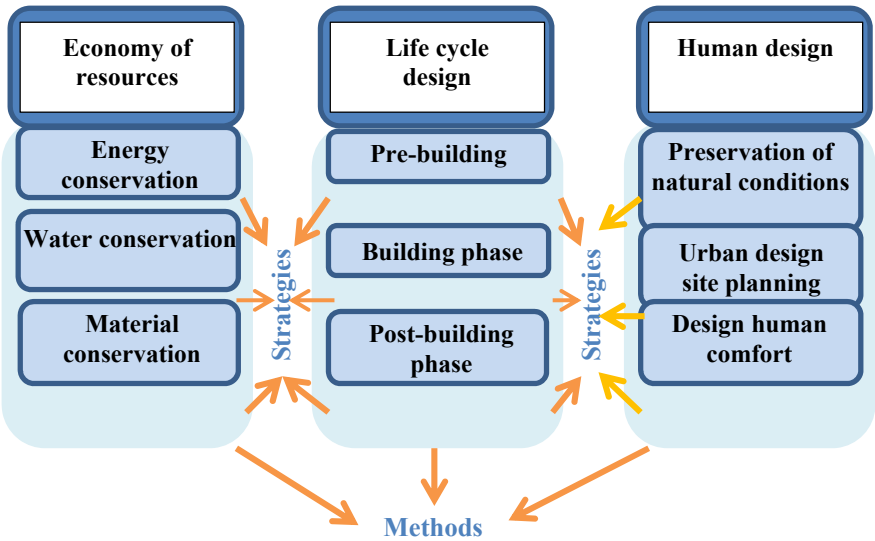 Economy of
resources
Energy
conservation
Water conservation
Material
conservation
Strategies
Life cycle
design
Pre-building
Building phase
Post-building
phase
Strategies
Human design
Preservation of
natural conditions
Urban design
site planning
Design human
comfort
Methods